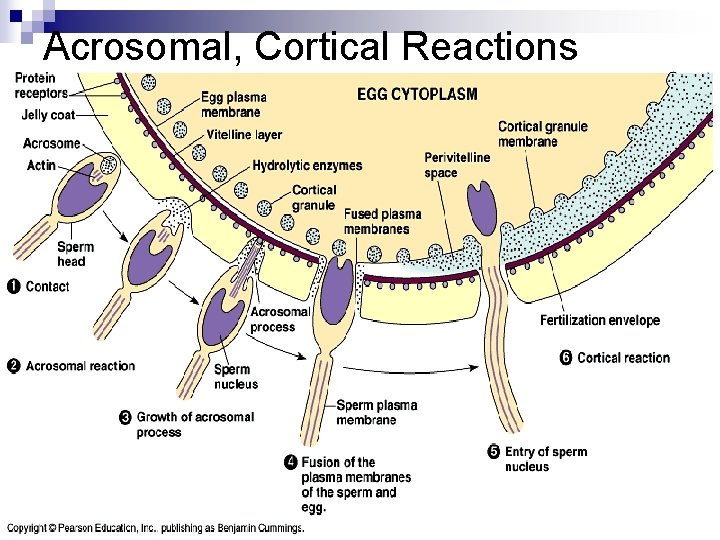 Acrosomal, Cortical Reactions
Protein
receptors
Jelly coat
Acrosome
Actin
Sperm
head
❶ Contact
❷ Acrosomal reaction
Egg plasma
membrane
Vitelline layer
Hydrolytic enzymes
Cortical
granule
Fused plasma
membranes
EGG CYTOPLASM
Perivitelline
space
Cortical granule
membrane
Acrosomal
process
Sperm
nucleus
❸ Growth of acrosomal
process
Sperm plasma
membrane
❹ Fusion of the
plasma membranes
of the sperm and
egg.
❺ Entry of sperm
nucleus
Fertilization envelope
❻ Cortical reaction
Copyright © Pearson Education, Inc., publishing as Benjamin Cummings.